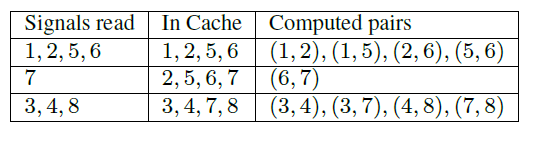 Signals read In Cache Computed pairs
1, 2, 5, 6 1, 2, 5, 6 (1, 2), (1, 5), (2, 6), (5, 6)
7 2, 5, 6, 7 (6, 7)
3, 4, 8 3, 4, 7, 8 (3, 4), (3, 7), (4, 8), (7, 8)